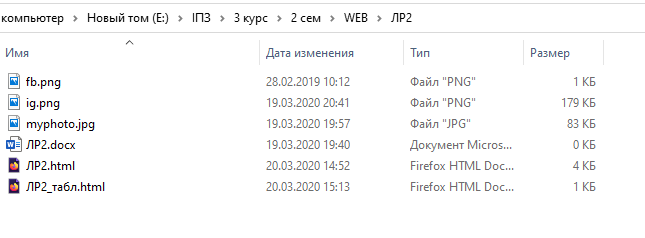 компьютер > Новый том (E:) > ІПЗ > 3 курс > 2 сем > WEB > ЛР2
Имя Дата изменения Тип Размер
fb.png 28.02.2019 10:12 Файл "PNG" 1 КБ
ig.png 19.03.2020 20:41 Файл "PNG" 179 КБ
myphoto.jpg 19.03.2020 19:57 Файл "JPG" 83 КБ
ЛР2.docx 19.03.2020 19:40 Документ Micros... 0 КБ
ЛР2.html 20.03.2020 14:52 Firefox HTML Doc... 4 КБ
ЛР2_табл.html 20.03.2020 15:13 Firefox HTML Doc... 1 КБ